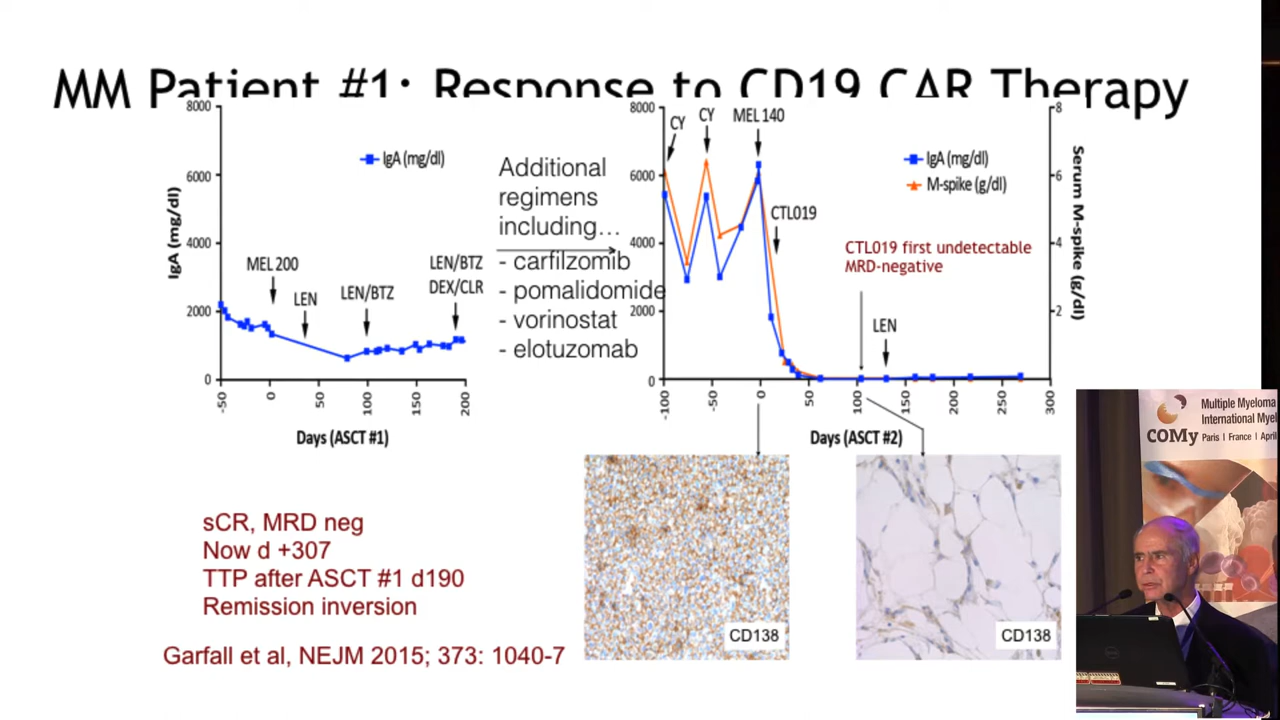 MM Patient #1: Response to CD19 CAR Therapy
8000
6000
4000
2000
0
IgA (mg/dl)
IgA (mg/dl)
MEL 200
LEN
LEN/BTZ
LEN/BTZ
DEX/CLR
-50
0
50
100
150
200
Days (ASCT #1)
Additional
regimens
including…
- carfilzomib
- pomalidomide
- vorinostat
- elotuzomab
8000
6000
4000
2000
0
CY
CY
MEL 140
CTL019
IgA (mg/dl)
M-spike (g/dl)
CTL019 first undetectable
MRD-negative
LEN
8
6
4
2
Serum M-spike (g/dl)
-100
-50
0
50
100
150
200
250
300
Days (ASCT #2)
CD138
CD138
sCR, MRD neg
Now d +307
TTP after ASCT #1 d190
Remission inversion
Garfall et al, NEJM 2015; 373: 1040-7
COMy
Multiple Myeloma
International Myel
Paris | France | April